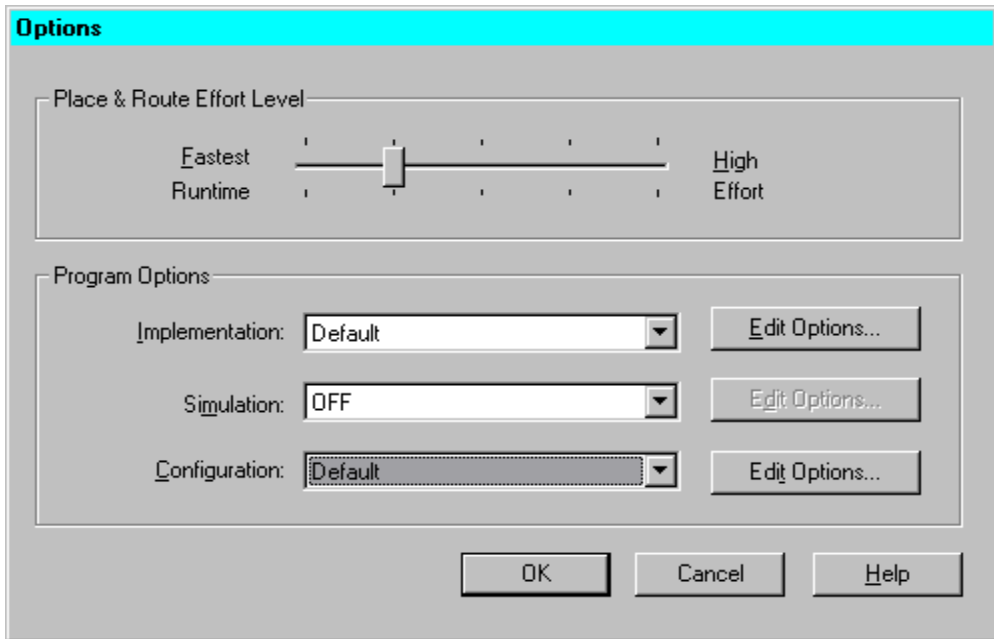 Options
Place & Route Effort Level
Fastest
Runtime
High
Effort
Program Options
Implementation: Default Edit Options...
Simulation: OFF Edit Options...
Configuration: Default Edit Options...
OK Cancel Help